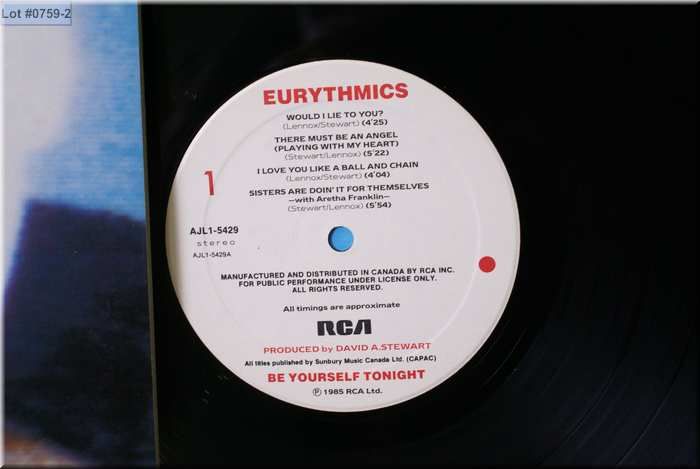 Lot #0759-2
EURYTHMICS
WOULD I LIE TO YOU?
(Lennox/Stewart) (4'25)
THERE MUST BE AN ANGEL
(PLAYING WITH MY HEART)
(Stewart/Lennox) (5'22)
I LOVE YOU LIKE A BALL AND CHAIN
(Lennox/Stewart) (4'04)
SISTERS ARE DOIN' IT FOR THEMSELVES
—with Aretha Franklin—
(Stewart/Lennox) (5'54)
1
AJL1-5429
stereo
AJL1-5429A
MANUFACTURED AND DISTRIBUTED IN CANADA BY RCA INC.
FOR PUBLIC PERFORMANCE UNDER LICENSE ONLY.
ALL RIGHTS RESERVED.
All timings are approximate
RCA
PRODUCED by DAVID A.STEWART
All titles published by Sunbury Music Canada Ltd. (CAPAC)
BE YOURSELF TONIGHT
℗ 1985 RCA Ltd.